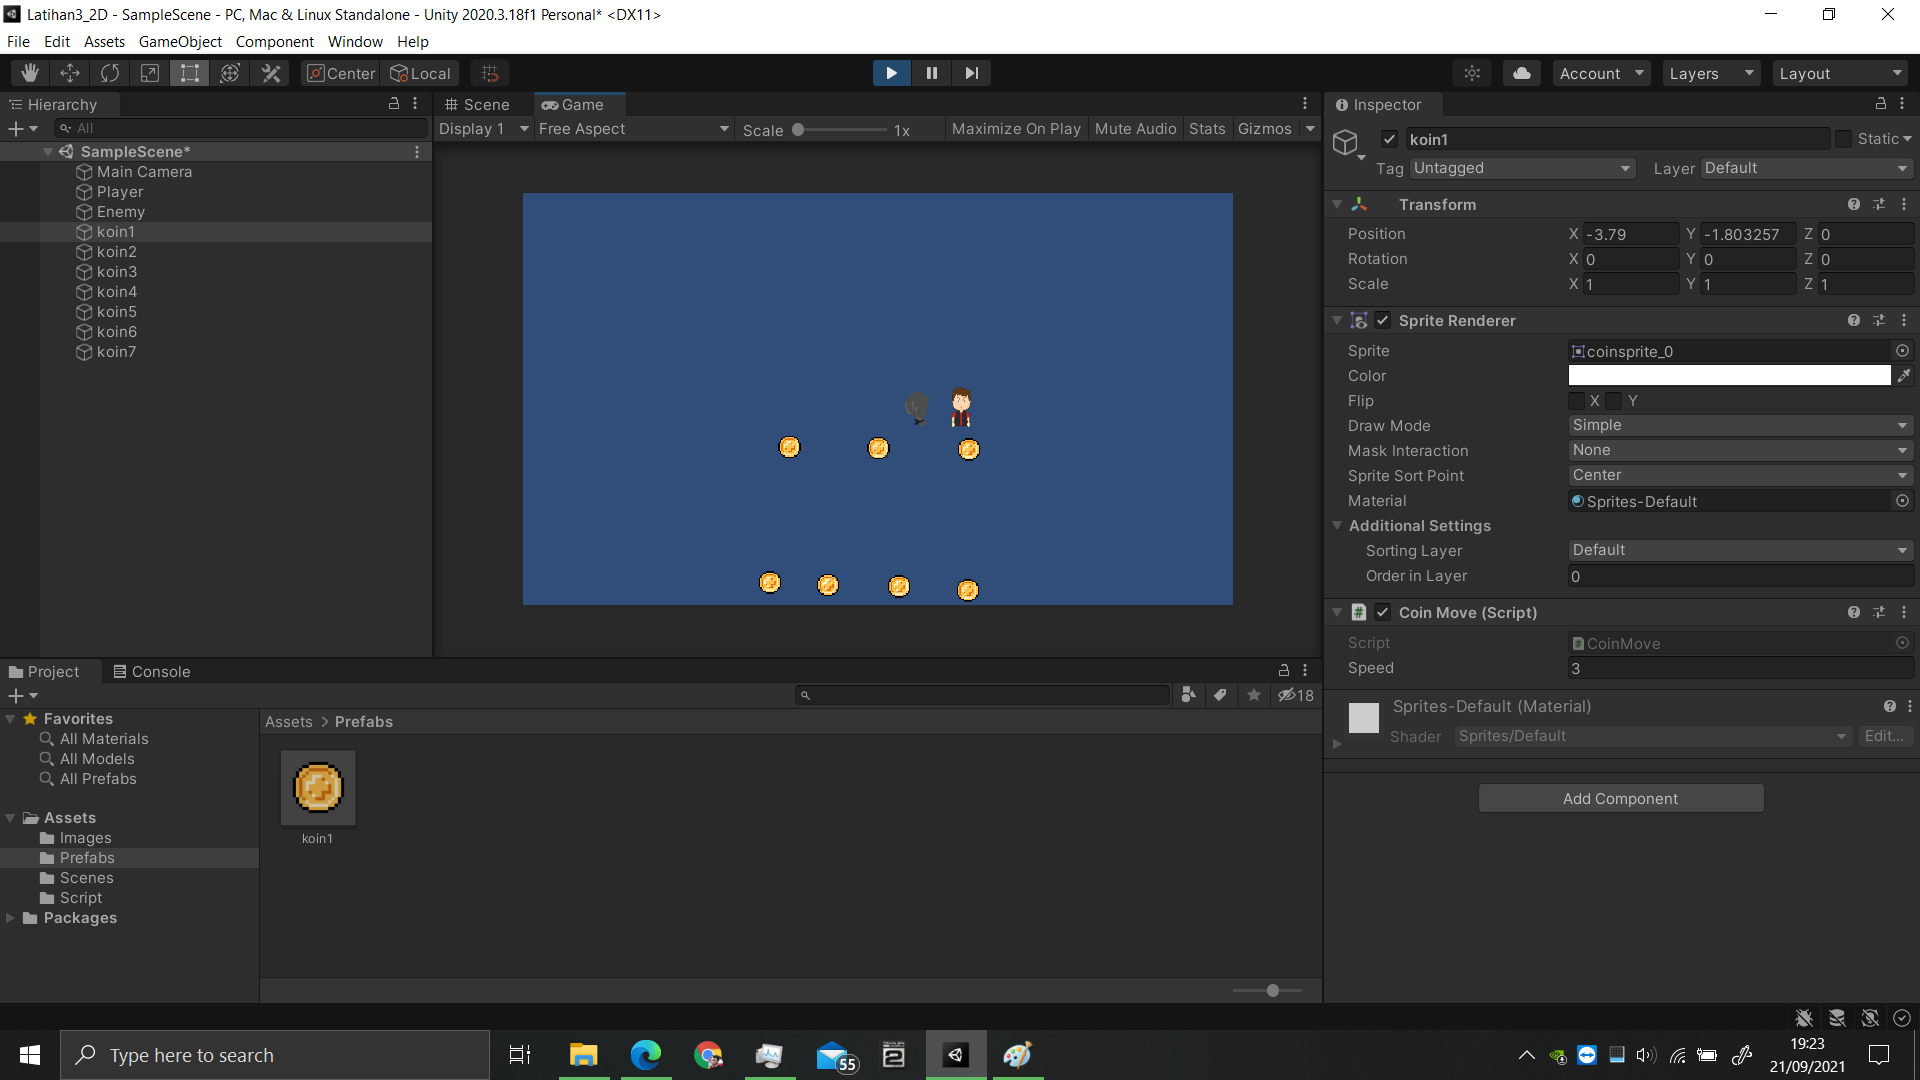 Latihan3_2D - SampleScene - PC, Mac & Linux Standalone - Unity 2020.3.18f1 Personal* <DX11>
File Edit Assets GameObject Component Window Help
Center Local Account Layers Layout
Hierarchy
All
SampleScene*
Main Camera
Player
Enemy
koin1
koin2
koin3
koin4
koin5
koin6
koin7
Scene Game
Display 1 Free Aspect Scale 1x Maximize On Play Mute Audio Stats Gizmos
Inspector
koin1 Static
Tag Untagged Layer Default
Transform
Position X -3.79 Y -1.803257 Z 0
Rotation X 0 Y 0 Z 0
Scale X 1 Y 1 Z 1
Sprite Renderer
Sprite coinsprite_0
Color
Flip X Y
Draw Mode Simple
Mask Interaction None
Sprite Sort Point Center
Material Sprites-Default
Additional Settings
Sorting Layer Default
Order in Layer 0
Coin Move (Script)
Script CoinMove
Speed 3
Sprites-Default (Material)
Shader Sprites/Default Edit...
Add Component
Project Console
18
Favorites
All Materials
All Models
All Prefabs
Assets
Images
Prefabs
Scenes
Script
Packages
Assets > Prefabs
koin1
Type here to search
55
19:23
21/09/2021